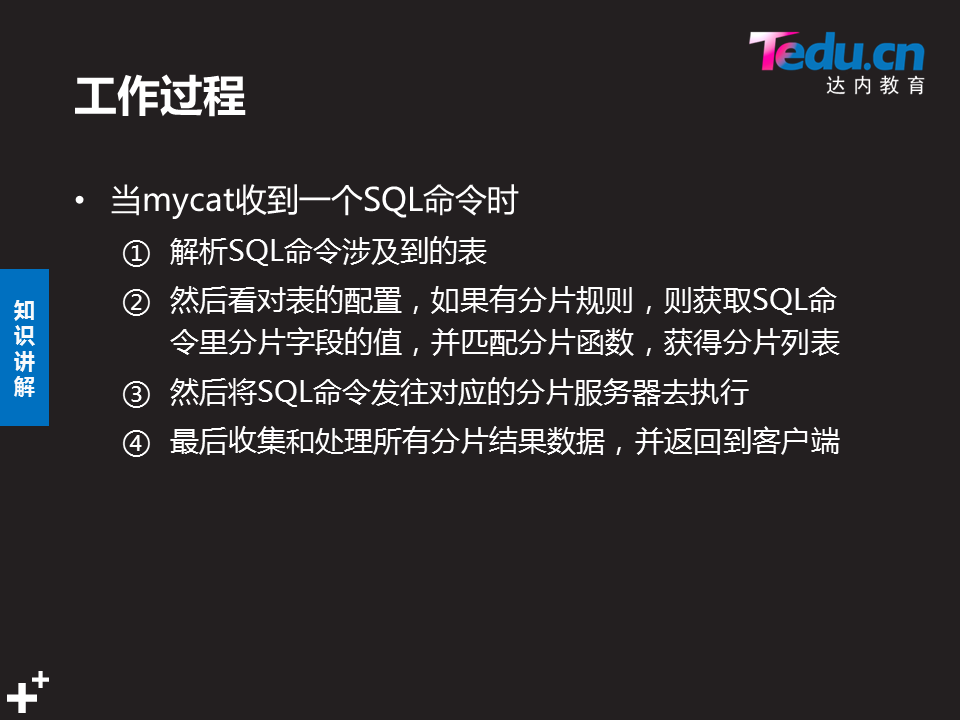 Tedu.cn
达内教育
工作过程
• 当mycat收到一个SQL命令时
① 解析SQL命令涉及到的表
② 然后看对表的配置，如果有分片规则，则获取SQL命
令里分片字段的值，并匹配分片函数，获得分片列表
③ 然后将SQL命令发往对应的分片服务器去执行
④ 最后收集和处理所有分片结果数据，并返回到客户端
知
识
讲
解